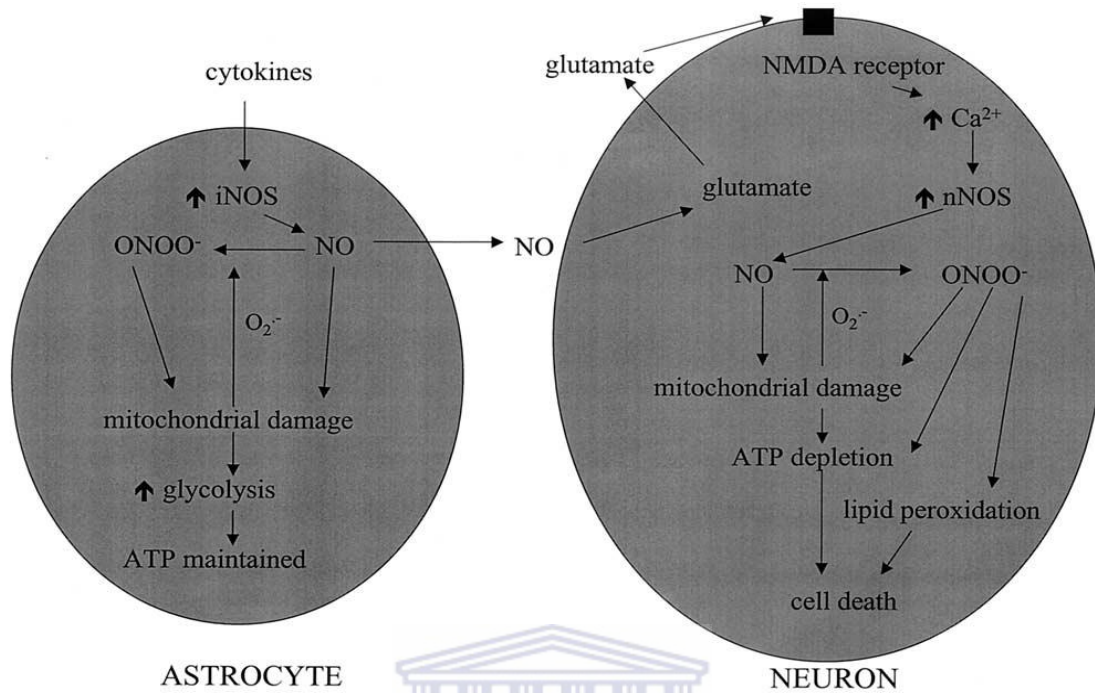 cytokines
↑ iNOS
ONOO⁻
NO
O₂·⁻
mitochondrial damage
↑ glycolysis
ATP maintained
ASTROCYTE
NO
glutamate
NMDA receptor
↑ Ca²⁺
glutamate
↑ nNOS
NO
ONOO⁻
O₂·⁻
mitochondrial damage
ATP depletion
lipid peroxidation
cell death
NEURON